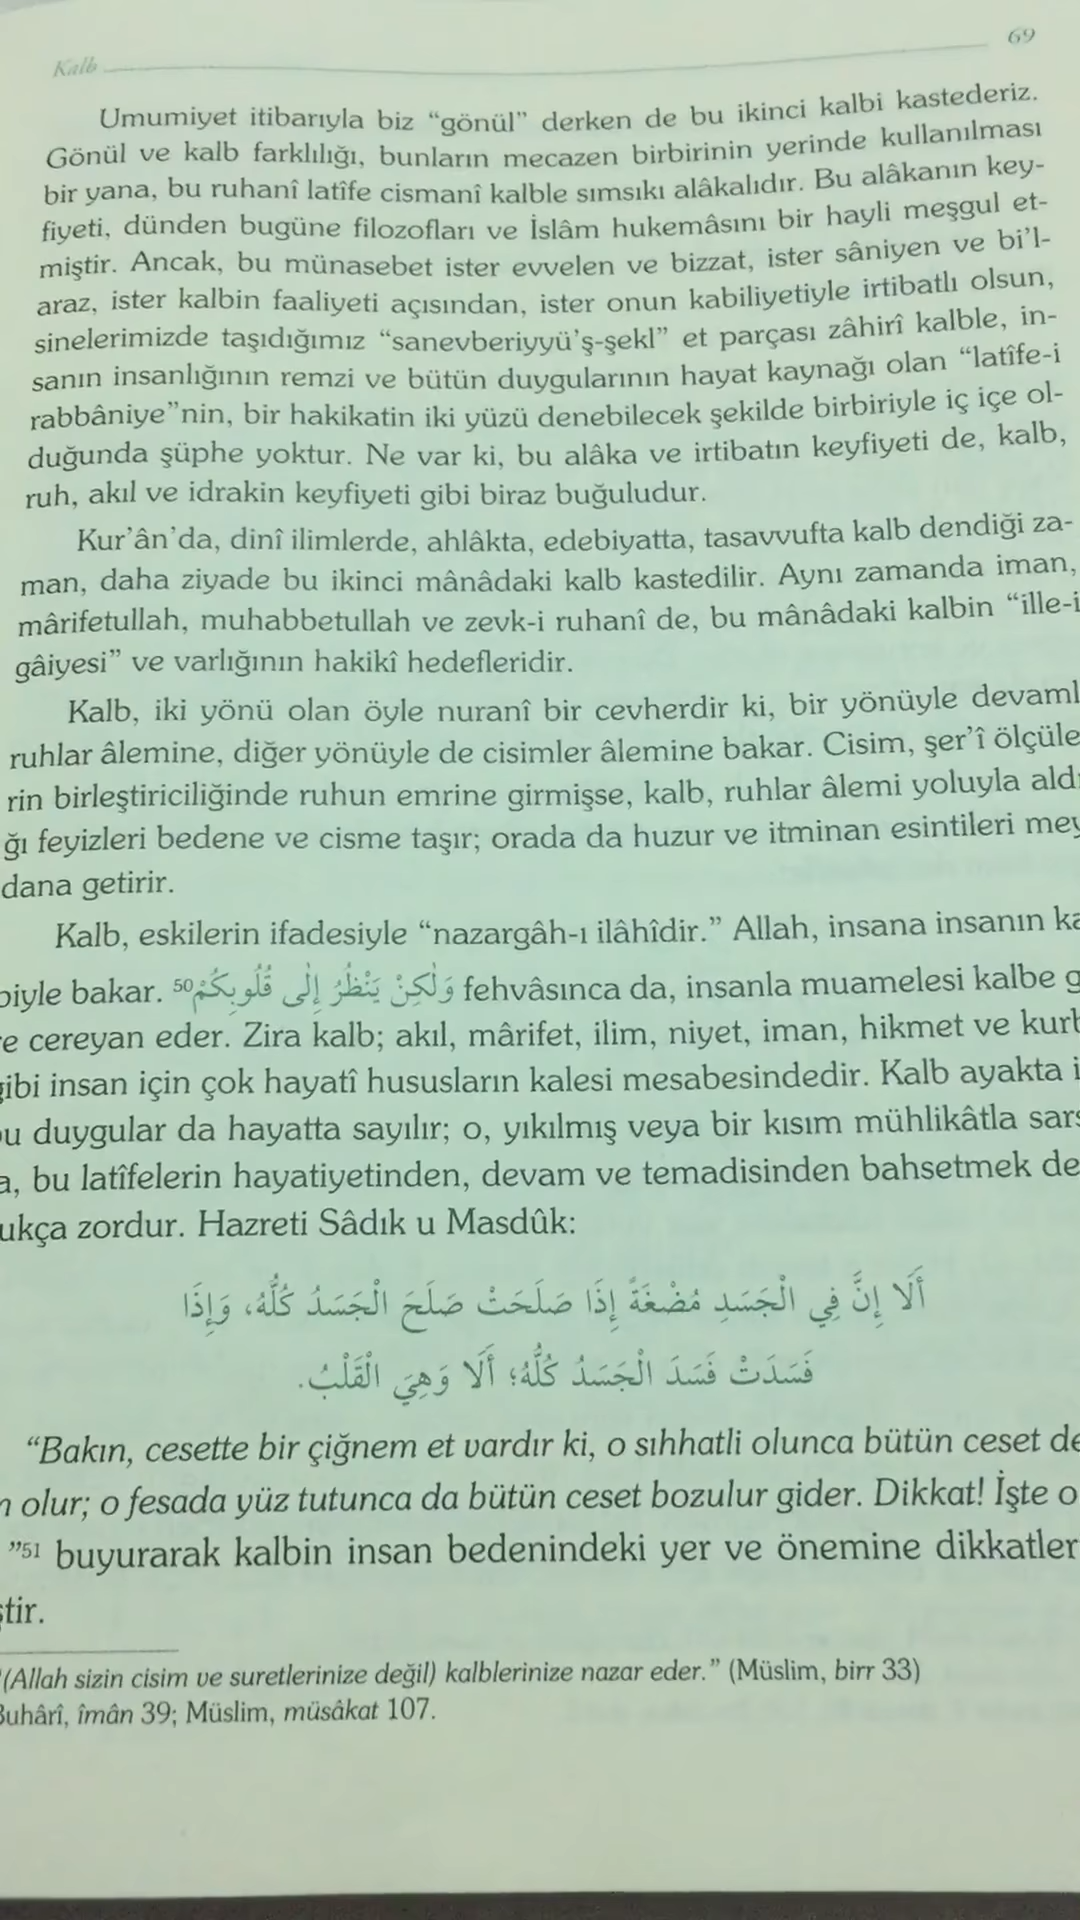 Kalb
69
Umumiyet itibarıyla biz “gönül” derken de bu ikinci kalbi kastederiz.
Gönül ve kalb farklılığı, bunların mecazen birbirinin yerinde kullanılması
bir yana, bu ruhanî latîfe cismanî kalble sımsıkı alâkalıdır. Bu alâkanın key-
fiyeti, dünden bugüne filozofları ve İslâm hukemâsını bir hayli meşgul et-
miştir. Ancak, bu münasebet ister evvelen ve bizzat, ister sâniyen ve bi’l-
araz, ister kalbin faaliyeti açısından, ister onun kabiliyetiyle irtibatlı olsun,
sinelerimizde taşıdığımız “sanevberiyyü’ş-şekl” et parçası zâhirî kalble, in-
sanın insanlığının remzi ve bütün duygularının hayat kaynağı olan “latîfe-i
rabbâniye”nin, bir hakikatin iki yüzü denebilecek şekilde birbiriyle iç içe ol-
duğunda şüphe yoktur. Ne var ki, bu alâka ve irtibatın keyfiyeti de, kalb,
ruh, akıl ve idrakin keyfiyeti gibi biraz buğuludur.
Kur’ân’da, dinî ilimlerde, ahlâkta, edebiyatta, tasavvufta kalb dendiği za-
man, daha ziyade bu ikinci mânâdaki kalb kastedilir. Aynı zamanda iman,
mârifetullah, muhabbetullah ve zevk-i ruhanî de, bu mânâdaki kalbin “ille-i
gâiyesi” ve varlığının hakikî hedefleridir.
Kalb, iki yönü olan öyle nuranî bir cevherdir ki, bir yönüyle devaml
ruhlar âlemine, diğer yönüyle de cisimler âlemine bakar. Cisim, şer’î ölçüle
rin birleştiriciliğinde ruhun emrine girmişse, kalb, ruhlar âlemi yoluyla ald
ğı feyizleri bedene ve cisme taşır; orada da huzur ve itminan esintileri mey
dana getirir.
Kalb, eskilerin ifadesiyle “nazargâh-ı ilâhîdir.” Allah, insana insanın ka
biyle bakar. وَلٰكِنْ يَنْظُرُ إِلٰى قُلُوبِكُمْ50 fehvâsınca da, insanla muamelesi kalbe g
re cereyan eder. Zira kalb; akıl, mârifet, ilim, niyet, iman, hikmet ve kurb
gibi insan için çok hayatî hususların kalesi mesabesindedir. Kalb ayakta i
bu duygular da hayatta sayılır; o, yıkılmış veya bir kısım mühlikâtla sars
a, bu latîfelerin hayatiyetinden, devam ve temadisinden bahsetmek de
ukça zordur. Hazreti Sâdık u Masdûk:
أَلَا إِنَّ فِي الْجَسَدِ مُضْغَةً إِذَا صَلَحَتْ صَلَحَ الْجَسَدُ كُلُّهُ، وَإِذَا
فَسَدَتْ فَسَدَ الْجَسَدُ كُلُّهُ؛ أَلَا وَهِيَ الْقَلْبُ.
“Bakın, cesette bir çiğnem et vardır ki, o sıhhatli olunca bütün ceset de
n olur; o fesada yüz tutunca da bütün ceset bozulur gider. Dikkat! İşte o
”51 buyurarak kalbin insan bedenindeki yer ve önemine dikkatler
ştir.
“(Allah sizin cisim ve suretlerinize değil) kalblerinize nazar eder.” (Müslim, birr 33)
Buhârî, îmân 39; Müslim, müsâkat 107.